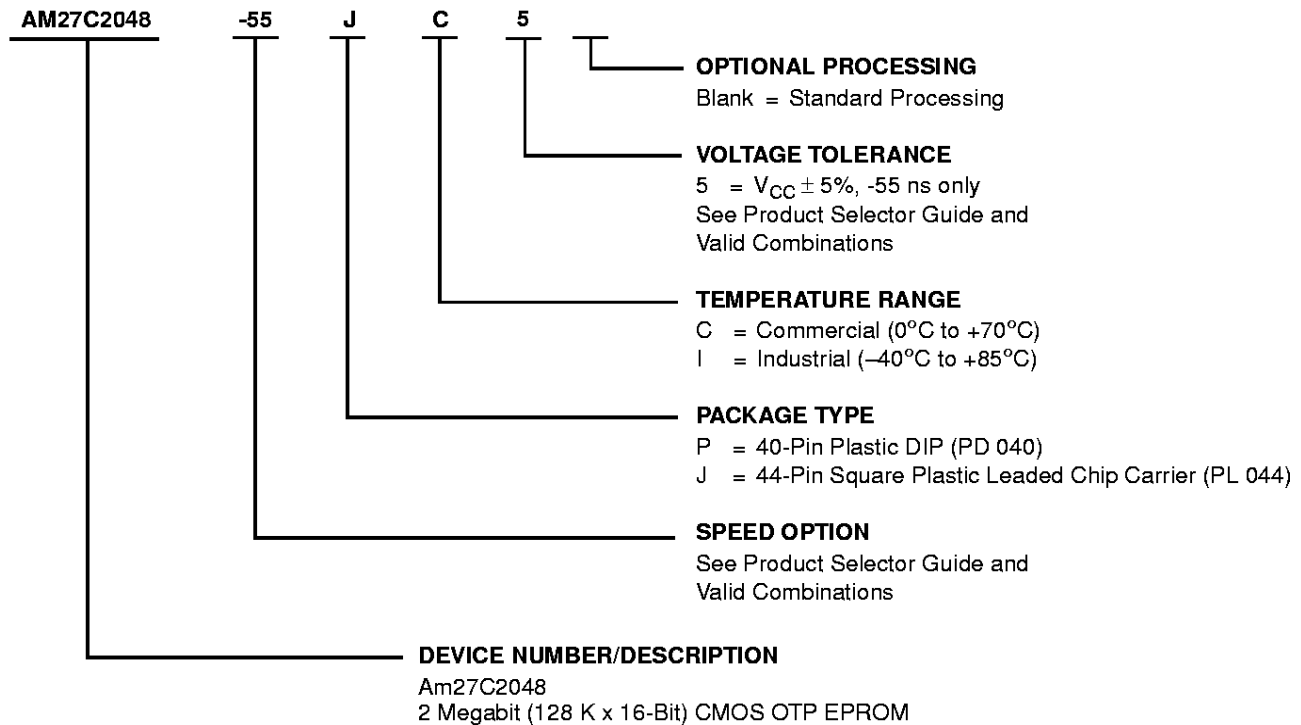 AM27C2048 -55 J C 5
OPTIONAL PROCESSING
Blank = Standard Processing
VOLTAGE TOLERANCE
5 = VCC ± 5%, -55 ns only
See Product Selector Guide and
Valid Combinations
TEMPERATURE RANGE
C = Commercial (0°C to +70°C)
I = Industrial (–40°C to +85°C)
PACKAGE TYPE
P = 40-Pin Plastic DIP (PD 040)
J = 44-Pin Square Plastic Leaded Chip Carrier (PL 044)
SPEED OPTION
See Product Selector Guide and
Valid Combinations
DEVICE NUMBER/DESCRIPTION
Am27C2048
2 Megabit (128 K x 16-Bit) CMOS OTP EPROM